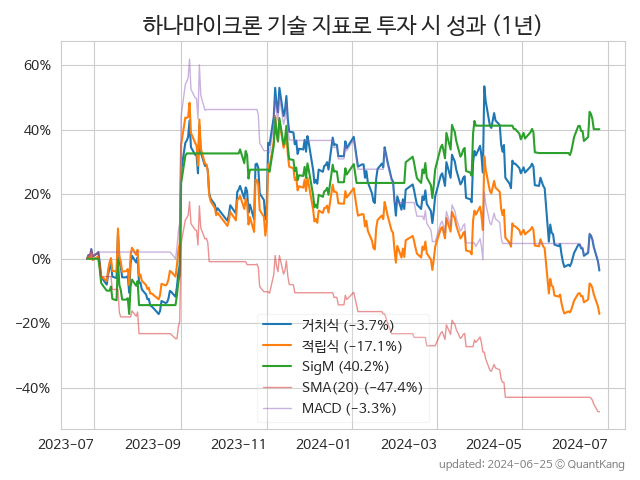 하나마이크론 기술 지표로 투자 시 성과 (1년)
60%
40%
20%
0%
−20%
−40%
거치식 (−3.7%)
적립식 (−17.1%)
SigM (40.2%)
SMA(20) (−47.4%)
MACD (−3.3%)
2023-07 2023-09 2023-11 2024-01 2024-03 2024-05 2024-07
updated: 2024-06-25 © QuantKang